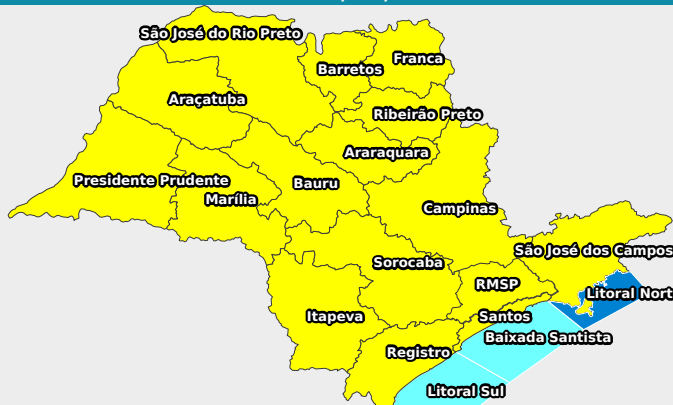 São José do Rio Preto
Franca
Barretos
Araçatuba
Ribeirão Preto
Araraquara
Presidente Prudente
Bauru
Marília
Campinas
São José dos Campos
Sorocaba
RMSP
Litoral Nort
Itapeva
Santos
Baixada Santista
Registro
Litoral Sul